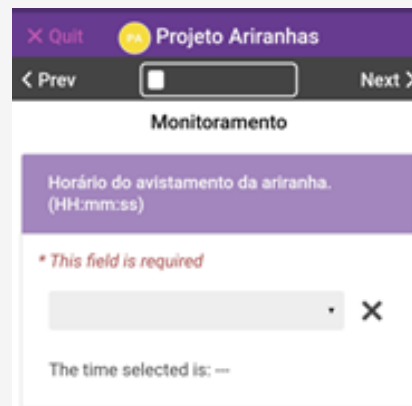 × Quit PA Projeto Ariranhas
< Prev Next >
Monitoramento
Horário do avistamento da ariranha.
(HH:mm:ss)
* This field is required
The time selected is: ---